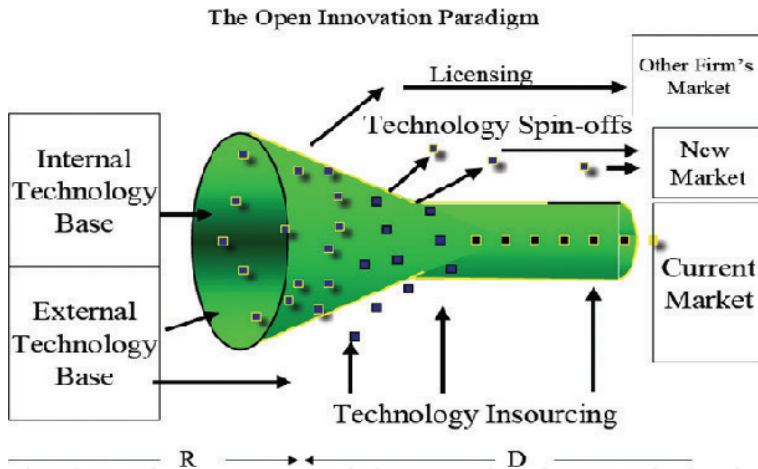 The Open Innovation Paradigm
Licensing
Other Firm's
Market
Technology Spin-offs
Internal
Technology
Base
New
Market
External
Technology
Base
Current
Market
Technology Insourcing
R
D